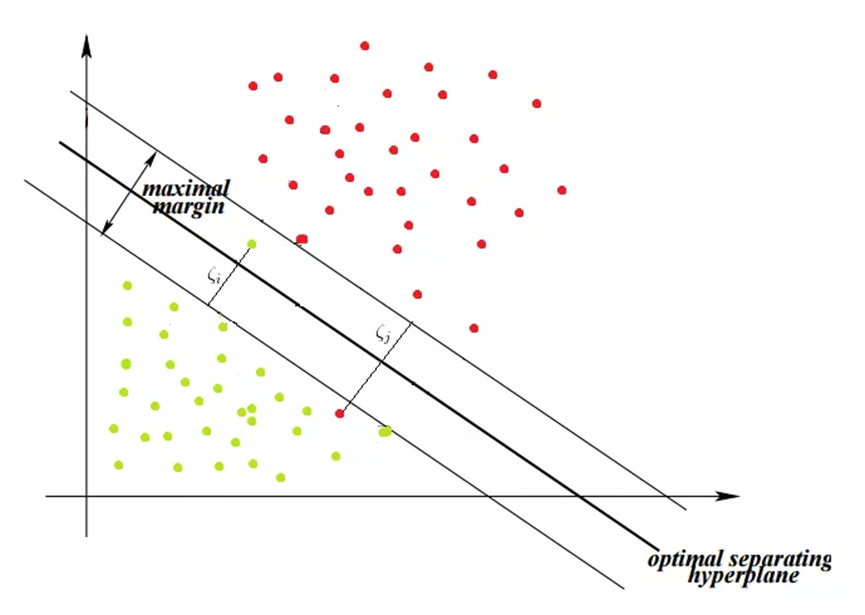 maximal
margin
ζi
ζj
optimal separating
hyperplane